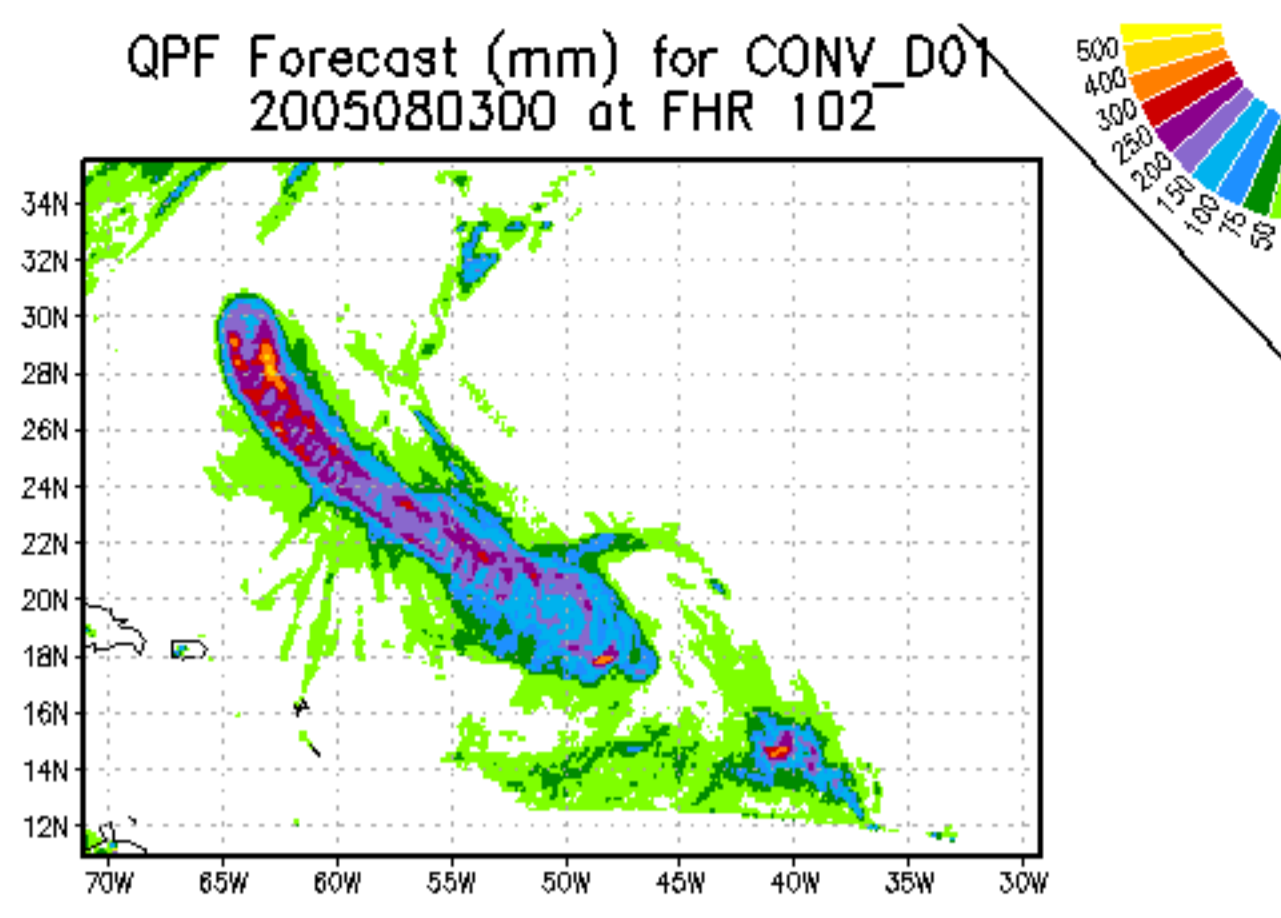 QPF Forecast (mm) for CONV_D01
2005080300 at FHR 102
500
400
300
250
200
150
100
75
50
34N
32N
30N
28N
26N
24N
22N
20N
18N
16N
14N
12N
70W 65W 60W 55W 50W 45W 40W 35W 30W